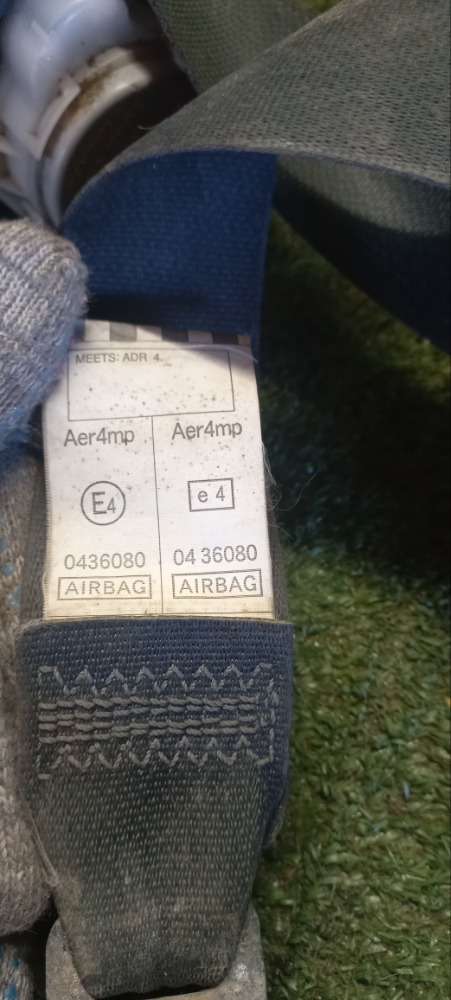 MEETS: ADR 4.
Aer4mp Aer4mp
E4 e 4
0436080 04 36080
AIRBAG AIRBAG